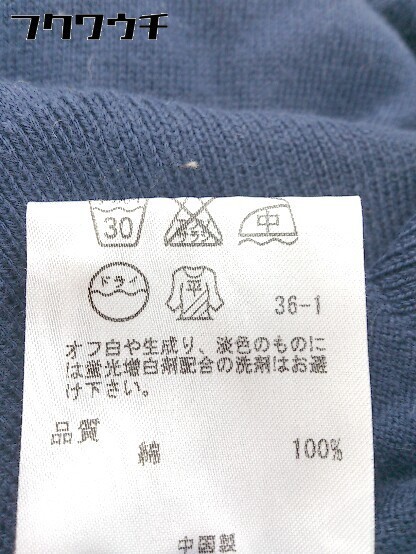 フクワウチ
30
中
ドライ
平
36-1
オフ白や生成り、淡色のものに
は蛍光増白剤配合の洗剤はお避
け下さい。
品質
綿 100%
中国製